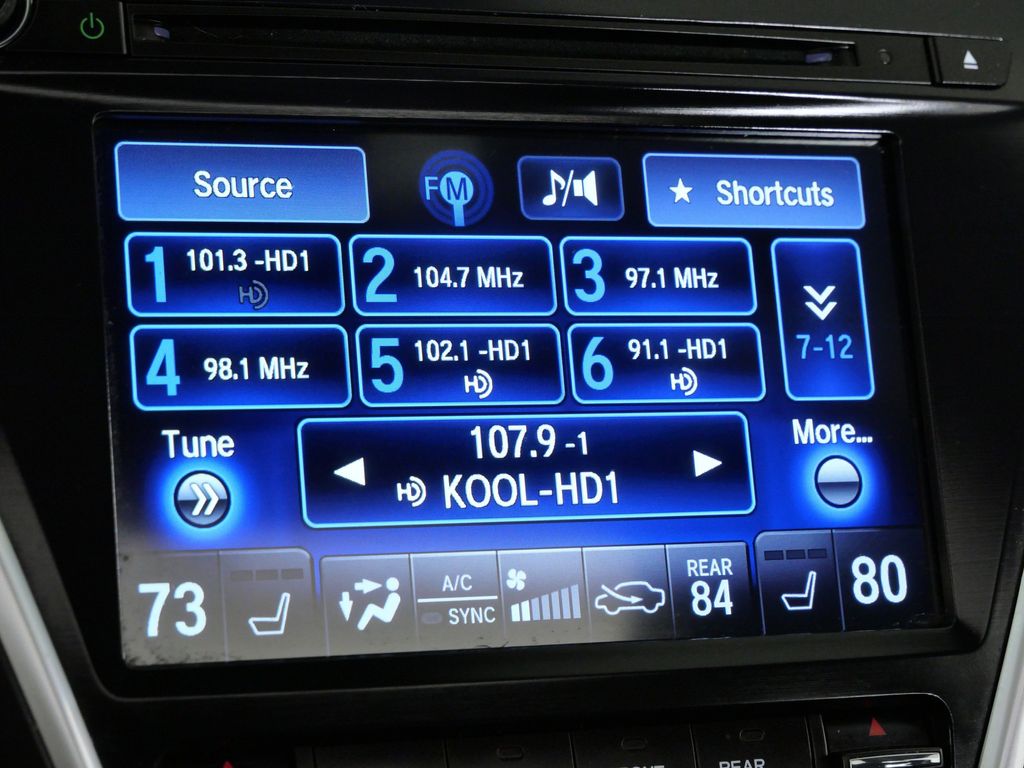 Source
FM
Shortcuts
1 101.3 -HD1
HD
2 104.7 MHz
3 97.1 MHz
7-12
4 98.1 MHz
5 102.1 -HD1
HD
6 91.1 -HD1
HD
Tune
107.9 -1
HD KOOL-HD1
More...
73
A/C
SYNC
REAR
84
80
REAR